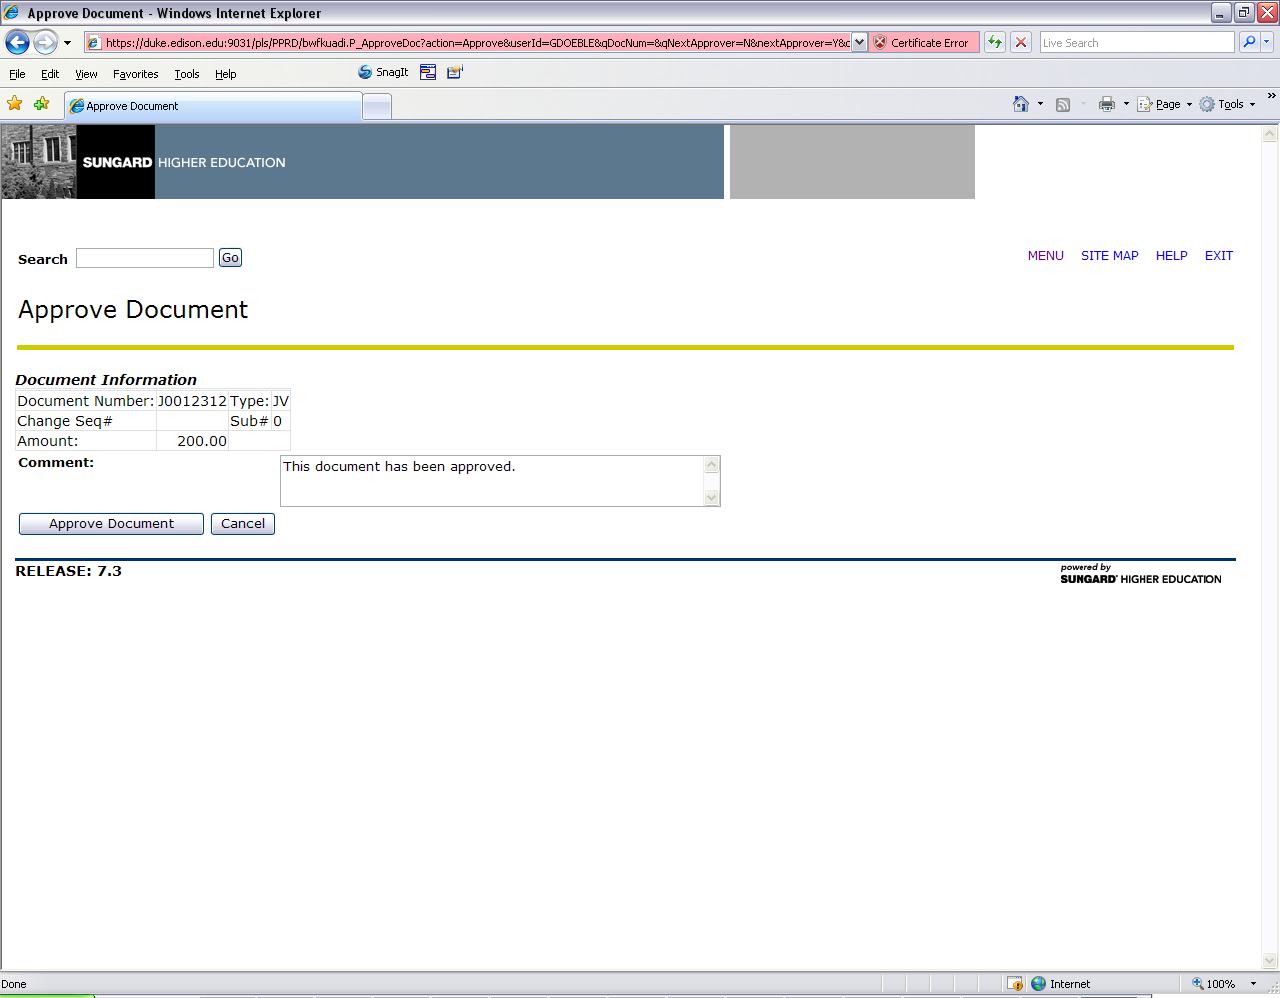 Approve Document - Windows Internet Explorer
https://duke.edison.edu:9031/pls/PPRD/bwfkuadi.P_ApproveDoc?action=Approve&userId=GDOEBLE&qDocNum=&qNextApprover=N&nextApprover=Y&c Certificate Error Live Search
File Edit View Favorites Tools Help SnagIt
Approve Document Page Tools
SUNGARD HIGHER EDUCATION
Search Go MENU SITE MAP HELP EXIT
Approve Document
Document Information
Document Number: J0012312 Type: JV
Change Seq# Sub# 0
Amount: 200.00
Comment: This document has been approved.
Approve Document Cancel
RELEASE: 7.3
powered by
SUNGARD® HIGHER EDUCATION
Done Internet 100%